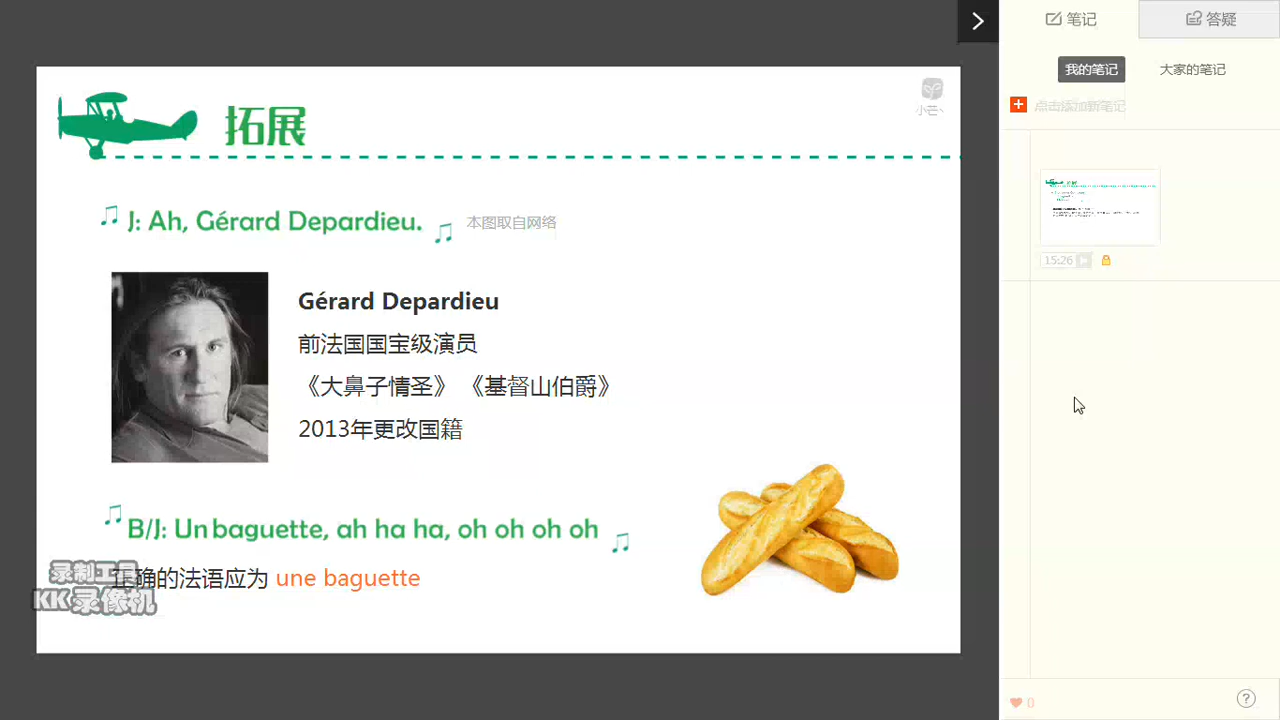 笔记
答疑
我的笔记
大家的笔记
点击添加新笔记
拓展
J: Ah, Gérard Depardieu.
本图取自网络
Gérard Depardieu
前法国国宝级演员
《大鼻子情圣》《基督山伯爵》
2013年更改国籍
B/J: Un baguette, ah ha ha, oh oh oh oh
正确的法语应为 une baguette
录制工具
KK录像机
15:26
0
?